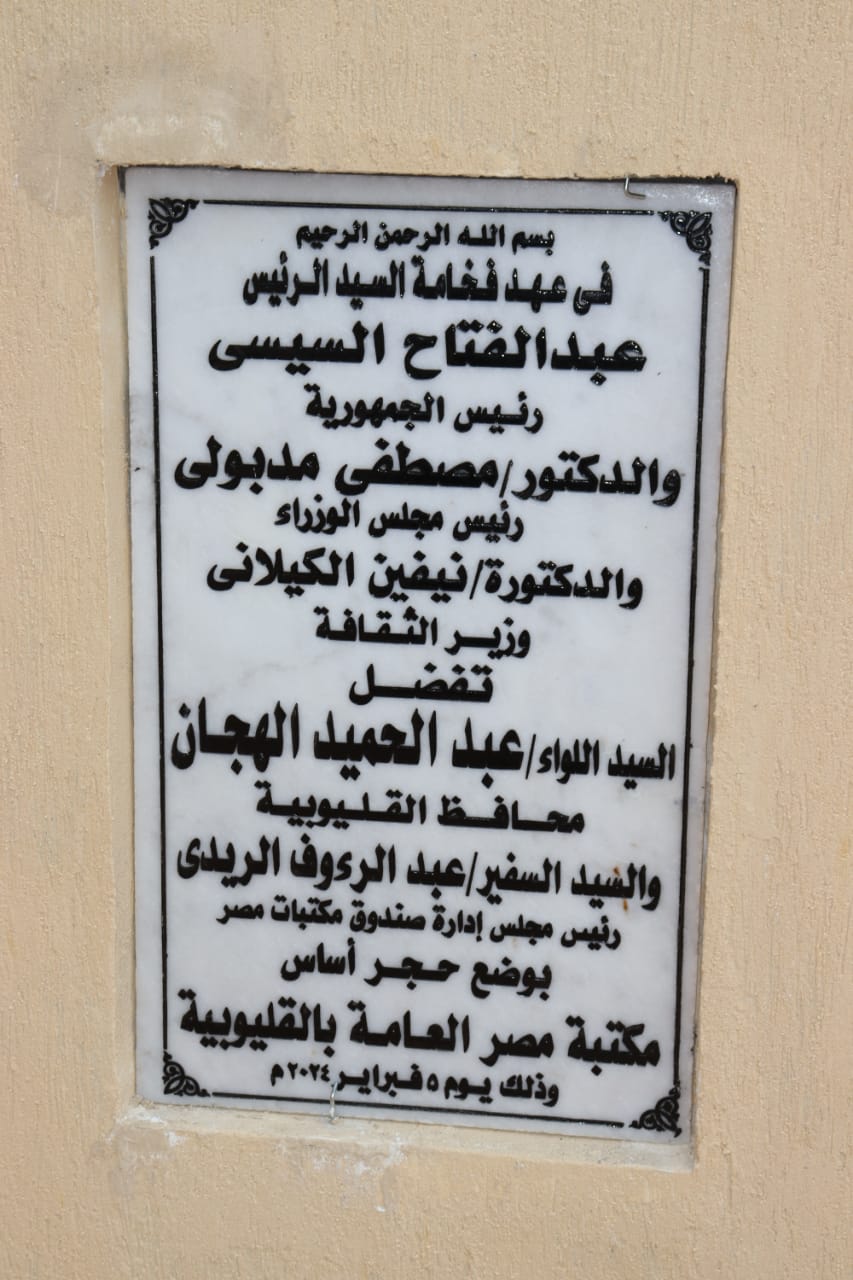 بسم الله الرحمن الرحيم
فى عهد فخامة السيد الرئيس
عبدالفتاح السيسى
رئيس الجمهورية
والدكتور/مصطفى مدبولى
رئيس مجلس الوزراء
والدكتورة/نيفين الكيلانى
وزير الثقافة
تفضل
السيد اللواء/عبد الحميد الهجان
محافظ القليوبية
والسيد السفير/عبد الرءوف الريدى
رئيس مجلس إدارة صندوق مكتبات مصر
بوضع حجر أساس
مكتبة مصر العامة بالقليوبية
وذلك يوم ٥ فبراير ٢٠٢٤م